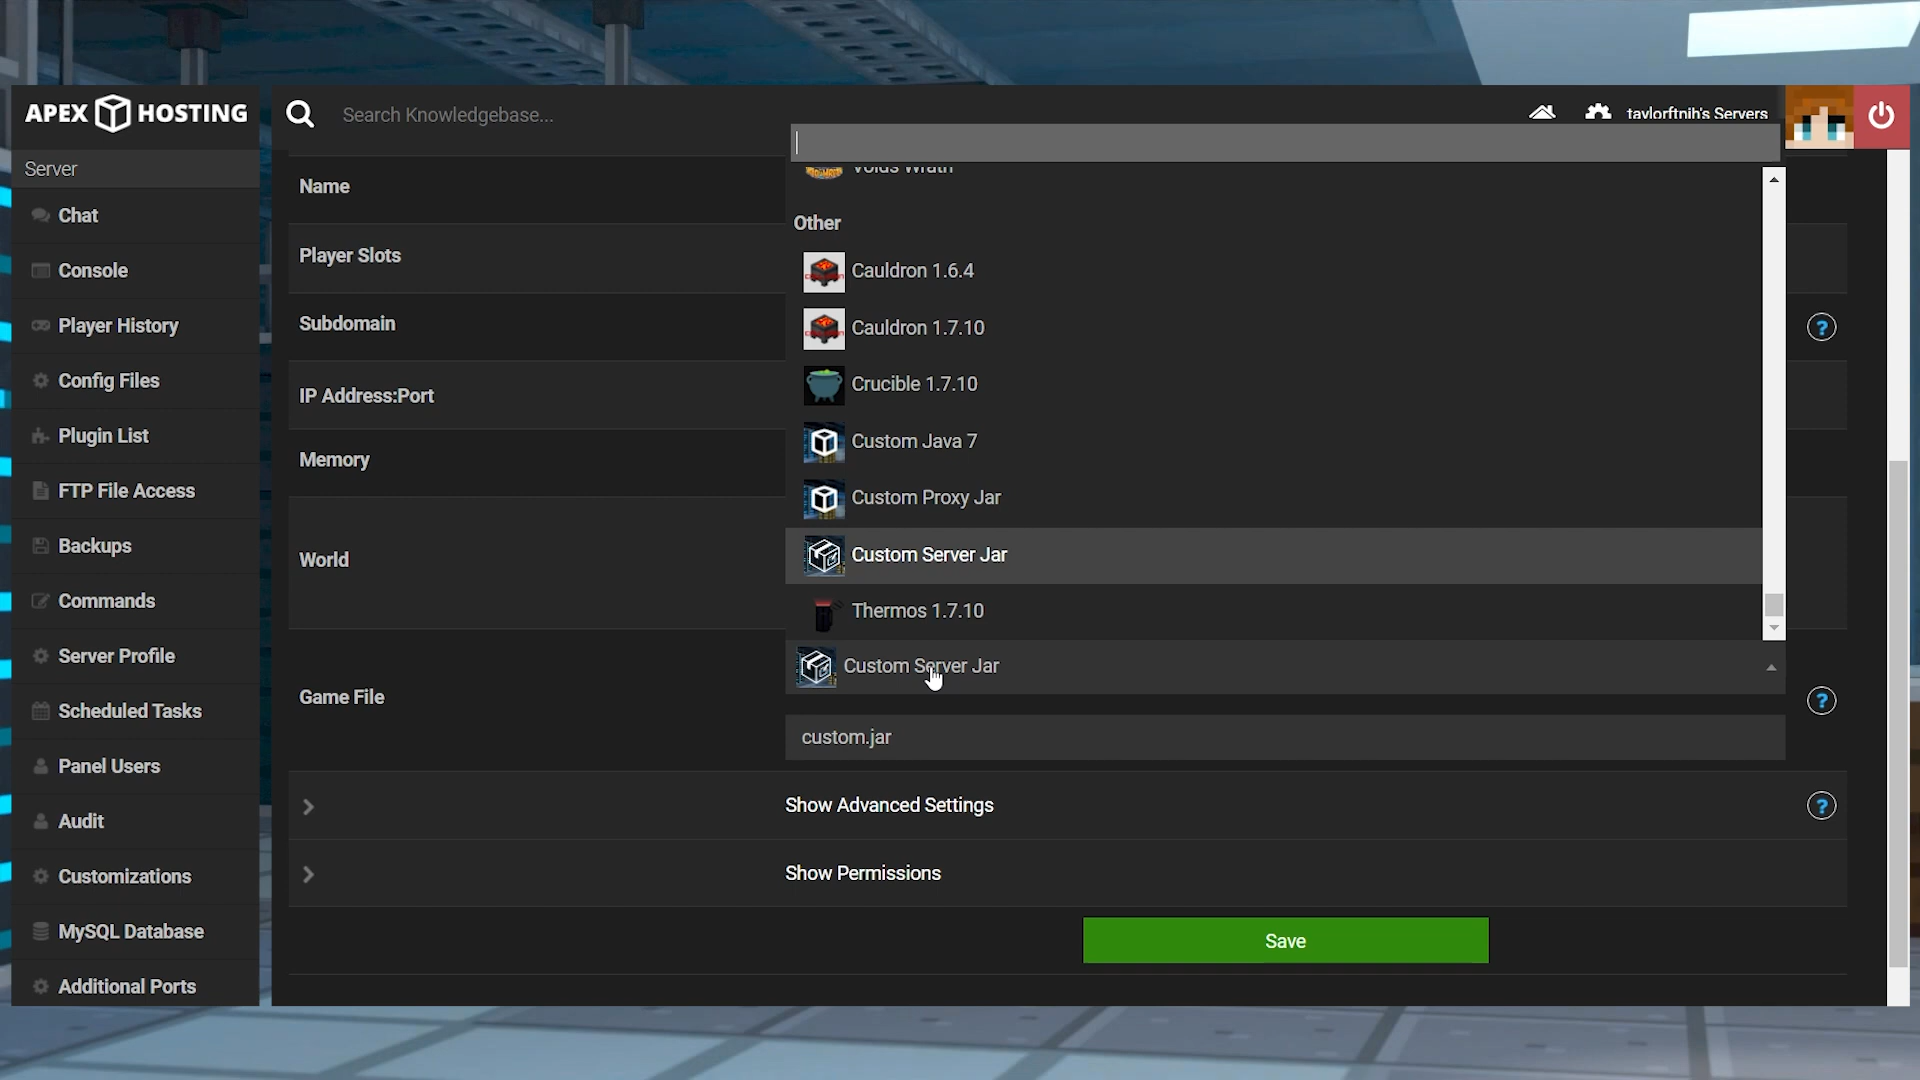 APEX HOSTING
Search Knowledgebase...
taylorftnjh's Servers
Server
Chat
Console
Player History
Config Files
Plugin List
FTP File Access
Backups
Commands
Server Profile
Scheduled Tasks
Panel Users
Audit
Customizations
MySQL Database
Additional Ports
Name
Player Slots
Subdomain
IP Address:Port
Memory
World
Game File
Voids Wrath
Other
Cauldron 1.6.4
Cauldron 1.7.10
Crucible 1.7.10
Custom Java 7
Custom Proxy Jar
Custom Server Jar
Thermos 1.7.10
Custom Server Jar
custom.jar
Show Advanced Settings
Show Permissions
Save